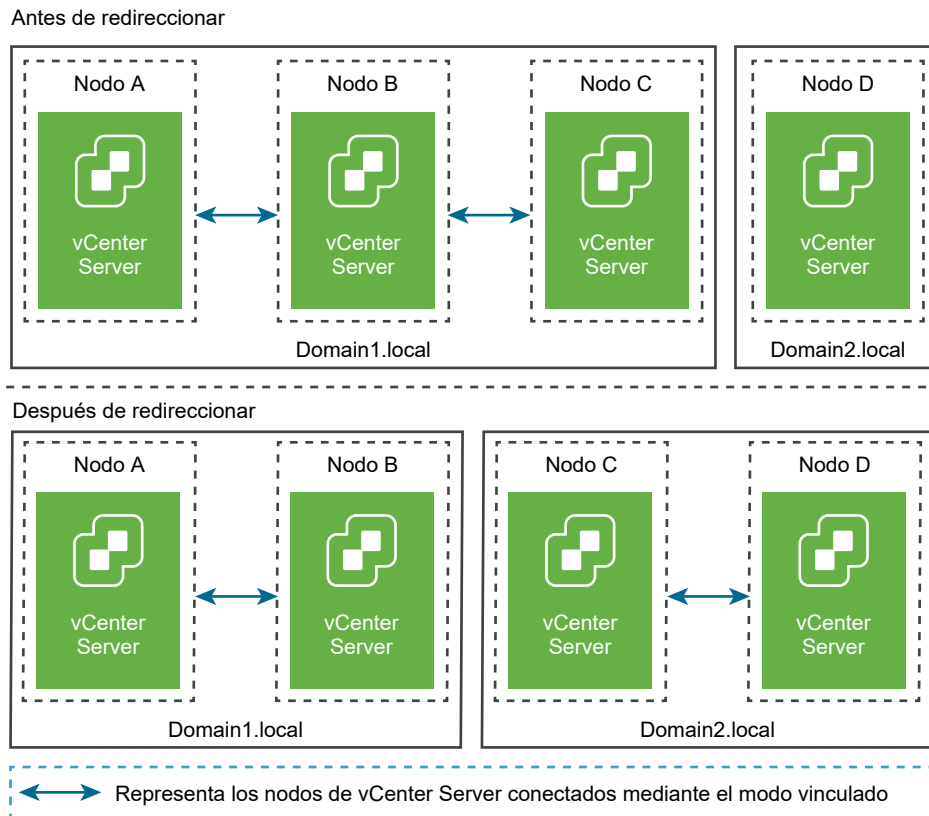 Antes de redireccionar
Nodo A
Nodo B
Nodo C
Nodo D
vCenter
Server
vCenter
Server
vCenter
Server
vCenter
Server
Domain1.local
Domain2.local
Después de redireccionar
Nodo A
Nodo B
Nodo C
Nodo D
vCenter
Server
vCenter
Server
vCenter
Server
vCenter
Server
Domain1.local
Domain2.local
Representa los nodos de vCenter Server conectados mediante el modo vinculado